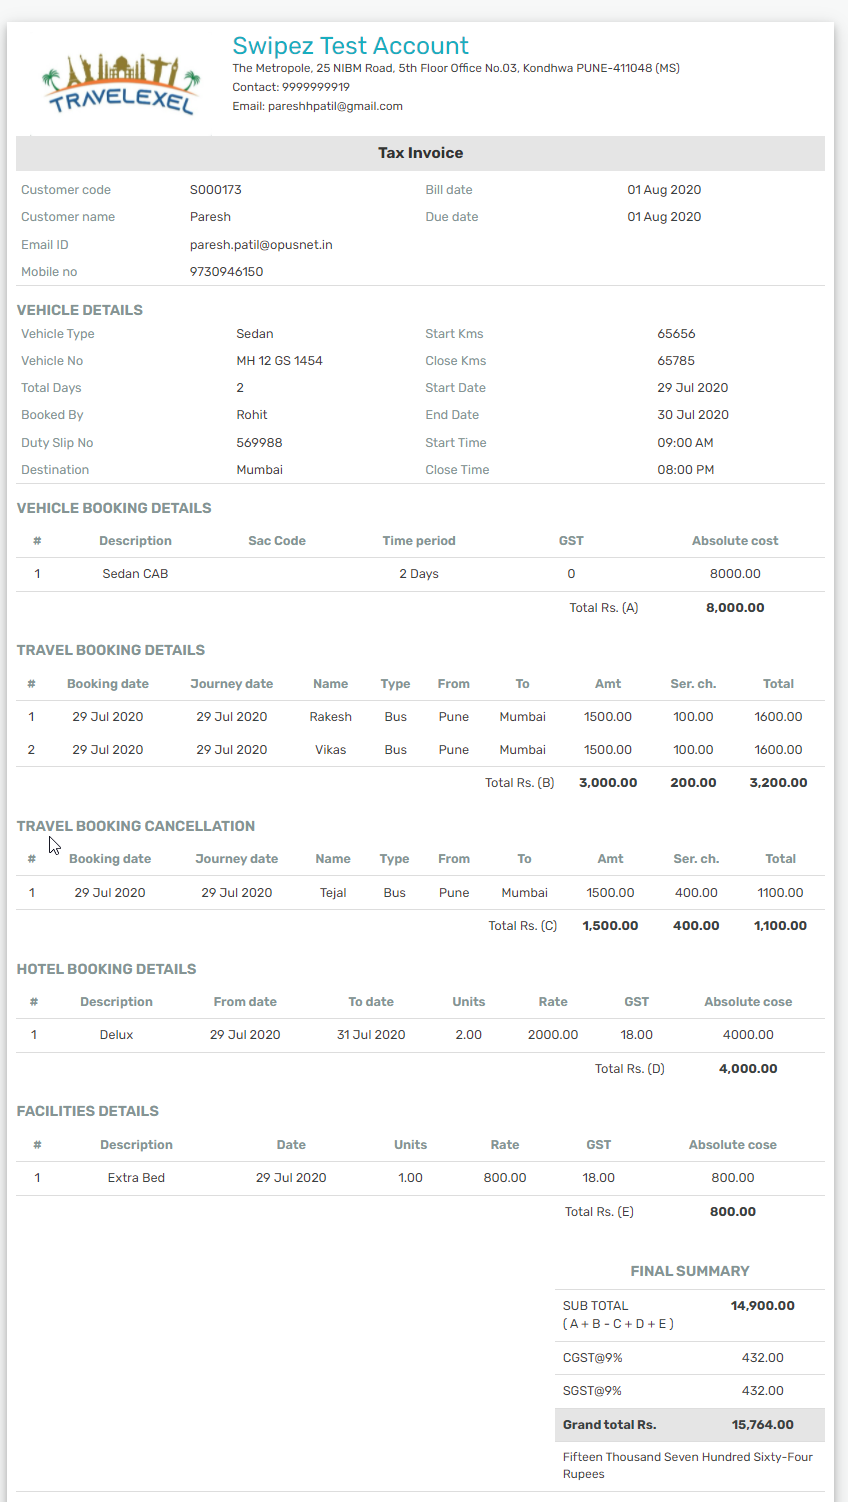 TRAVELEXEL
Swipez Test Account
The Metropole, 25 NIBM Road, 5th Floor Office No.03, Kondhwa PUNE-411048 (MS)
Contact: 9999999919
Email: pareshhpatil@gmail.com
Tax Invoice
Customer code S000173 Bill date 01 Aug 2020
Customer name Paresh Due date 01 Aug 2020
Email ID paresh.patil@opusnet.in
Mobile no 9730946150
VEHICLE DETAILS
Vehicle Type Sedan Start Kms 65656
Vehicle No MH 12 GS 1454 Close Kms 65785
Total Days 2 Start Date 29 Jul 2020
Booked By Rohit End Date 30 Jul 2020
Duty Slip No 569988 Start Time 09:00 AM
Destination Mumbai Close Time 08:00 PM
VEHICLE BOOKING DETAILS
# Description Sac Code Time period GST Absolute cost
1 Sedan CAB 2 Days 0 8000.00
Total Rs. (A) 8,000.00
TRAVEL BOOKING DETAILS
# Booking date Journey date Name Type From To Amt Ser. ch. Total
1 29 Jul 2020 29 Jul 2020 Rakesh Bus Pune Mumbai 1500.00 100.00 1600.00
2 29 Jul 2020 29 Jul 2020 Vikas Bus Pune Mumbai 1500.00 100.00 1600.00
Total Rs. (B) 3,000.00 200.00 3,200.00
TRAVEL BOOKING CANCELLATION
# Booking date Journey date Name Type From To Amt Ser. ch. Total
1 29 Jul 2020 29 Jul 2020 Tejal Bus Pune Mumbai 1500.00 400.00 1100.00
Total Rs. (C) 1,500.00 400.00 1,100.00
HOTEL BOOKING DETAILS
# Description From date To date Units Rate GST Absolute cose
1 Delux 29 Jul 2020 31 Jul 2020 2.00 2000.00 18.00 4000.00
Total Rs. (D) 4,000.00
FACILITIES DETAILS
# Description Date Units Rate GST Absolute cose
1 Extra Bed 29 Jul 2020 1.00 800.00 18.00 800.00
Total Rs. (E) 800.00
FINAL SUMMARY
SUB TOTAL 14,900.00
( A + B - C + D + E )
CGST@9% 432.00
SGST@9% 432.00
Grand total Rs. 15,764.00
Fifteen Thousand Seven Hundred Sixty-Four
Rupees